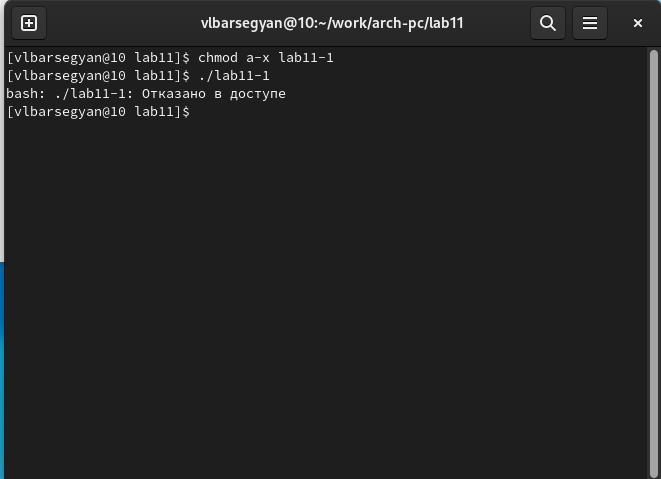 vlbarsegyan@10:~/work/arch-pc/lab11
[vlbarsegyan@10 lab11]$ chmod a-x lab11-1
[vlbarsegyan@10 lab11]$ ./lab11-1
bash: ./lab11-1: Отказано в доступе
[vlbarsegyan@10 lab11]$